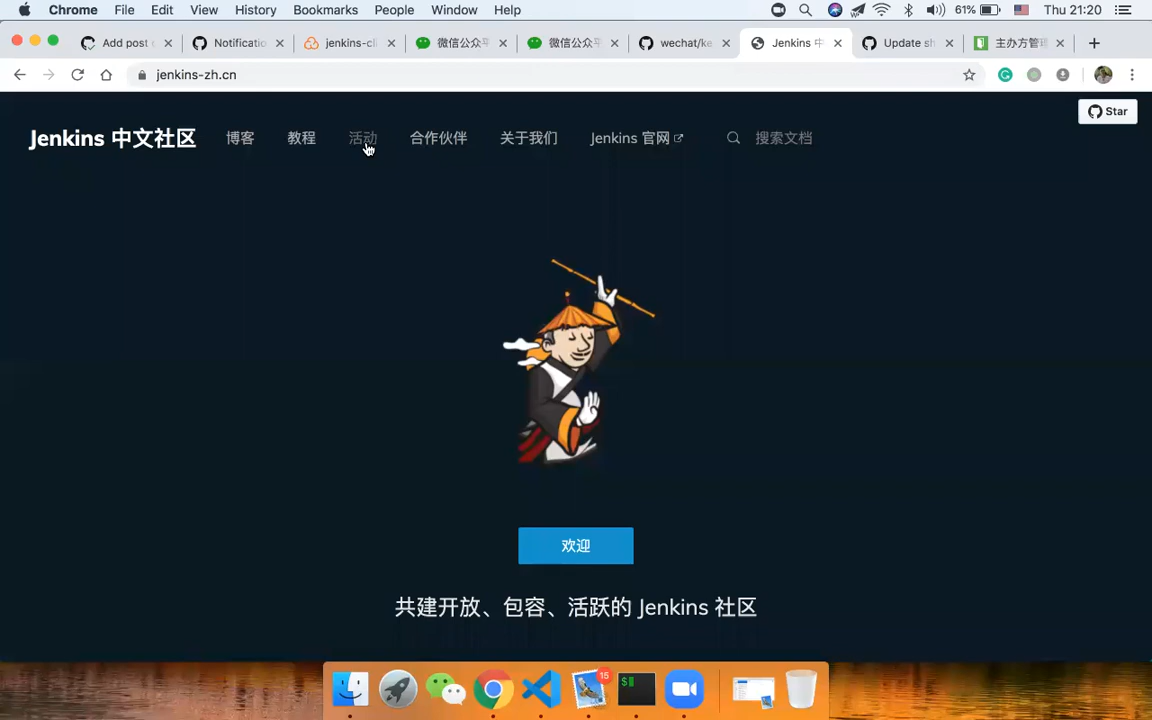 Chrome File Edit View History Bookmarks People Window Help 61% Thu 21:20
Add post Notificatio jenkins-cl 微信公众平 微信公众平 wechat/ke Jenkins 中 Update sh 主办方管理
jenkins-zh.cn
Star
Jenkins 中文社区 博客 教程 活动 合作伙伴 关于我们 Jenkins 官网 搜索文档
欢迎
共建开放、包容、活跃的 Jenkins 社区
15
$